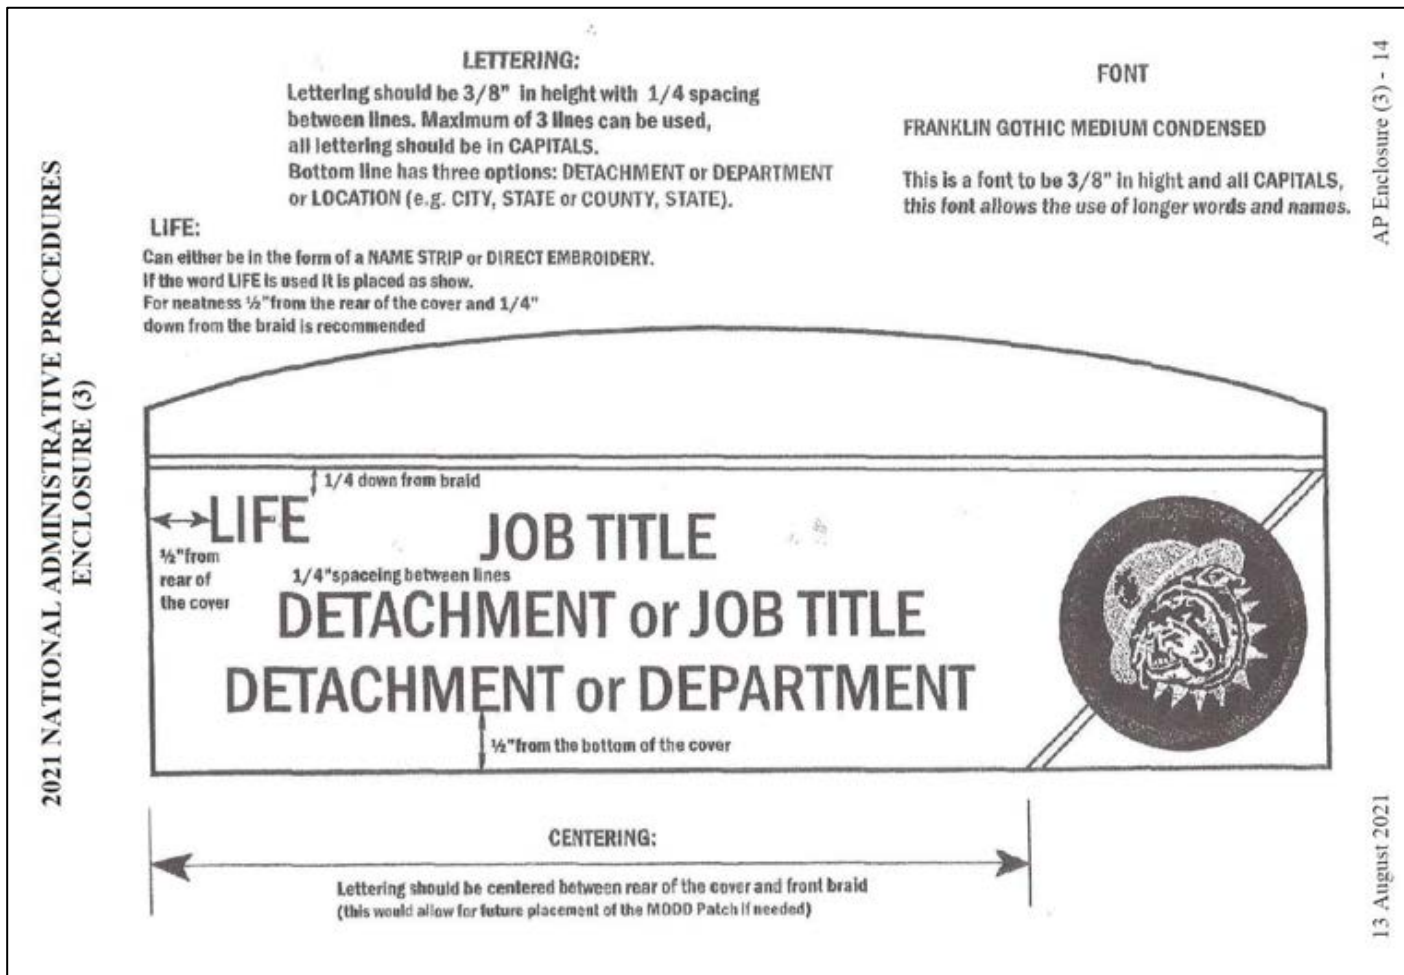 2021 NATIONAL ADMINISTRATIVE PROCEDURES
ENCLOSURE (3)
LETTERING:
Lettering should be 3/8" in height with 1/4 spacing
between lines. Maximum of 3 lines can be used,
all lettering should be in CAPITALS.
Bottom line has three options: DETACHMENT or DEPARTMENT
or LOCATION (e.g. CITY, STATE or COUNTY, STATE).
FONT
FRANKLIN GOTHIC MEDIUM CONDENSED
This is a font to be 3/8" in hight and all CAPITALS,
this font allows the use of longer words and names.
LIFE:
Can either be in the form of a NAME STRIP or DIRECT EMBROIDERY.
If the word LIFE is used it is placed as show.
For neatness ½"from the rear of the cover and 1/4"
down from the braid is recommended
1/4 down from braid
LIFE
½"from
rear of
the cover
JOB TITLE
1/4"spaceing between lines
DETACHMENT or JOB TITLE
DETACHMENT or DEPARTMENT
½"from the bottom of the cover
CENTERING:
Lettering should be centered between rear of the cover and front braid
(this would allow for future placement of the MODD Patch if needed)
AP Enclosure (3) - 14
13 August 2021